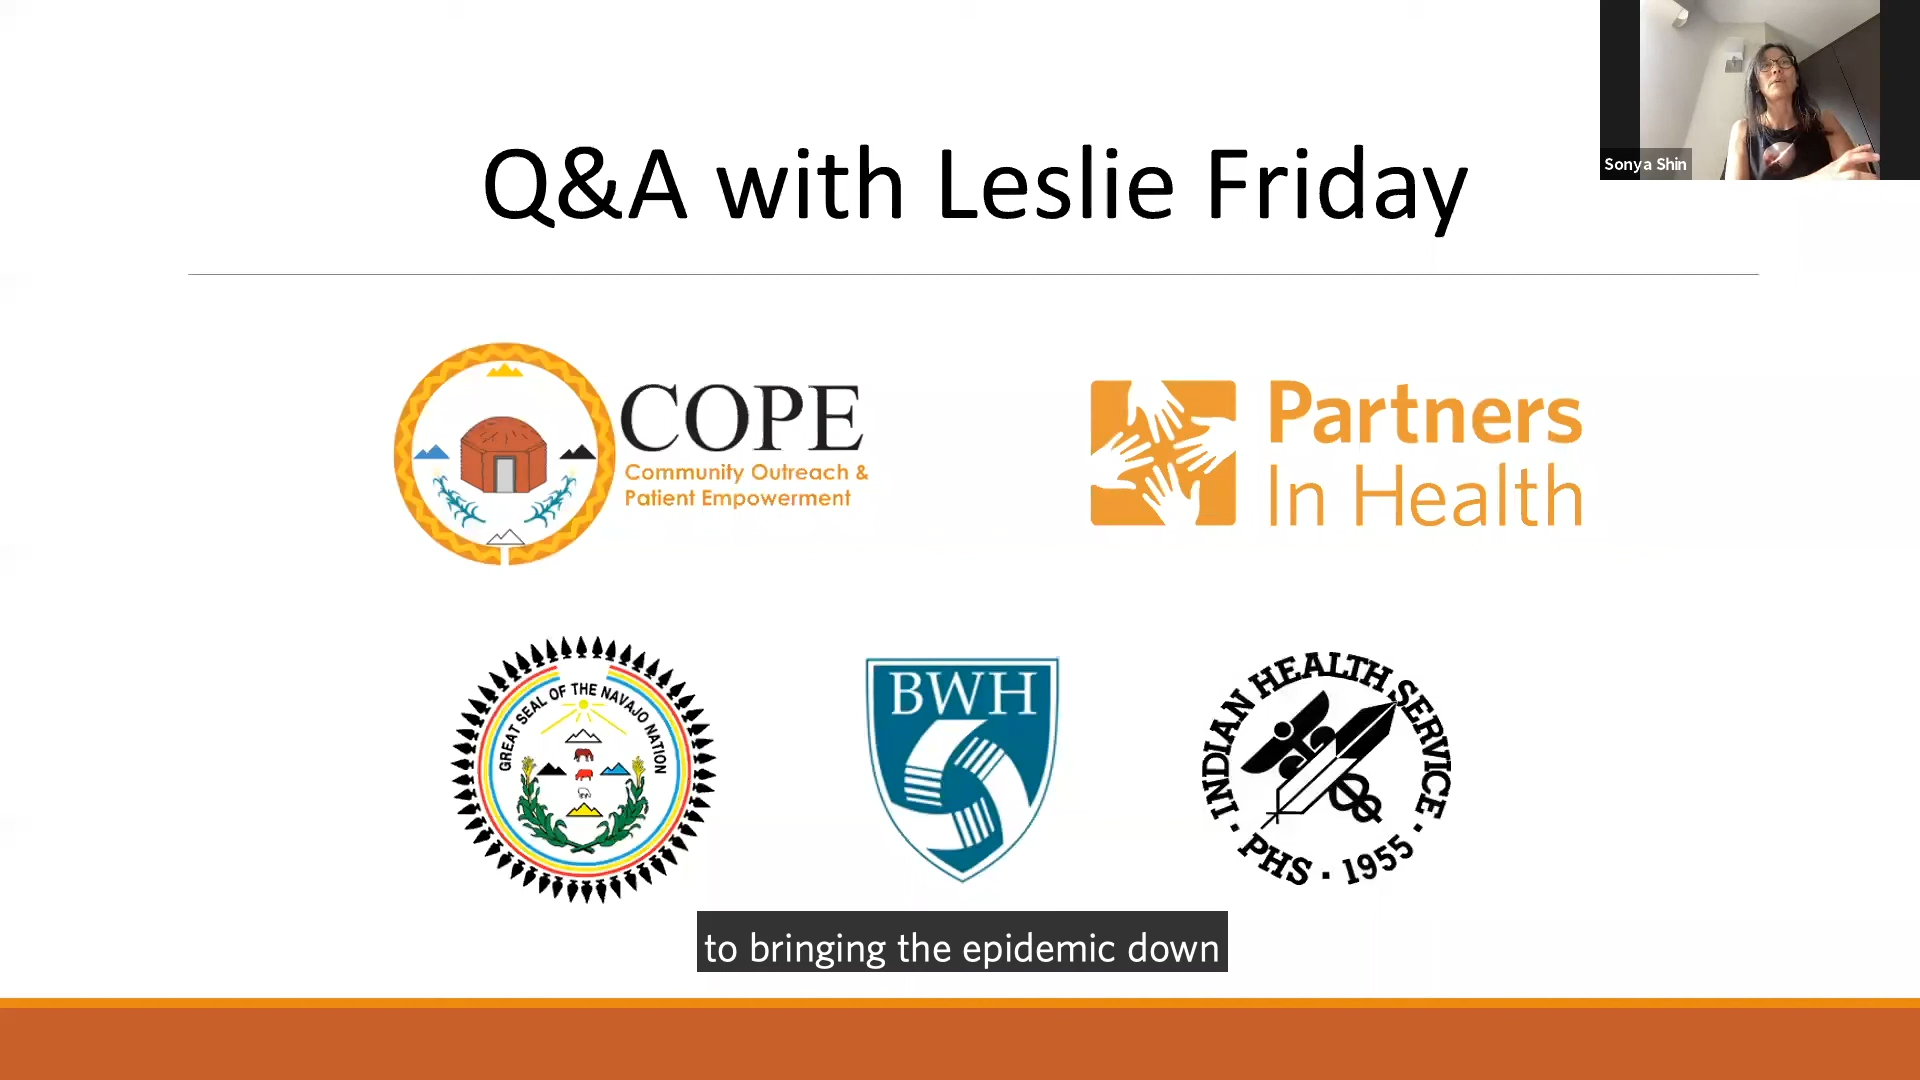 Q&A with Leslie Friday
Sonya Shin
COPE
Community Outreach &
Patient Empowerment
Partners
In Health
GREAT SEAL OF THE NAVAJO NATION
BWH
INDIAN HEALTH SERVICE
· PHS · 1955 ·
to bringing the epidemic down